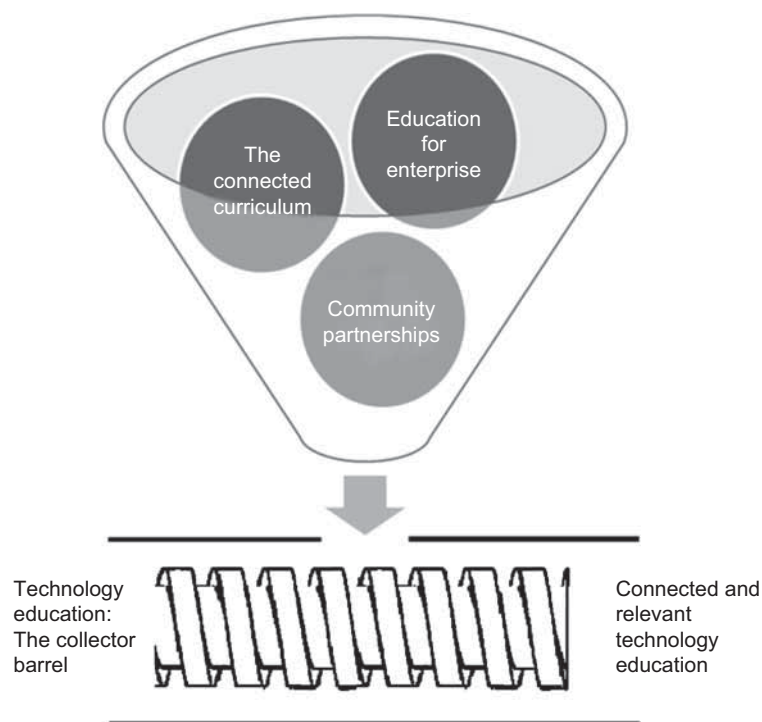 Education
for
enterprise
The
connected
curriculum
Community
partnerships
Technology
education:
The collector
barrel
Connected and
relevant
technology
education